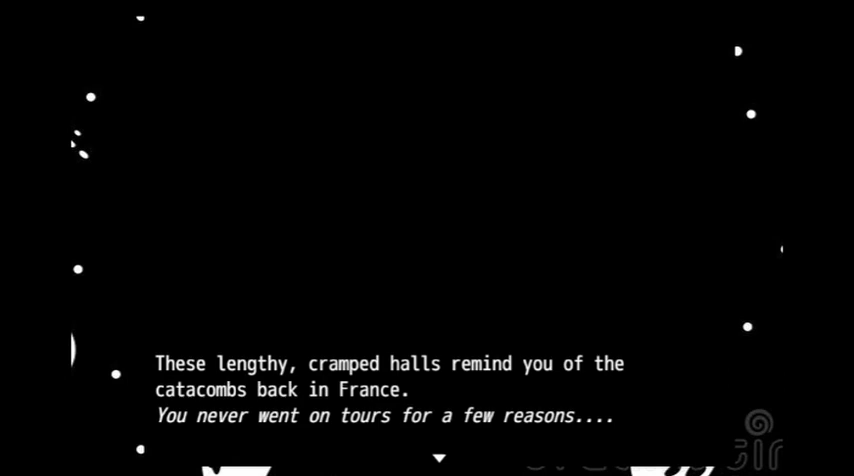 These lengthy, cramped halls remind you of the
catacombs back in France.
You never went on tours for a few reasons....